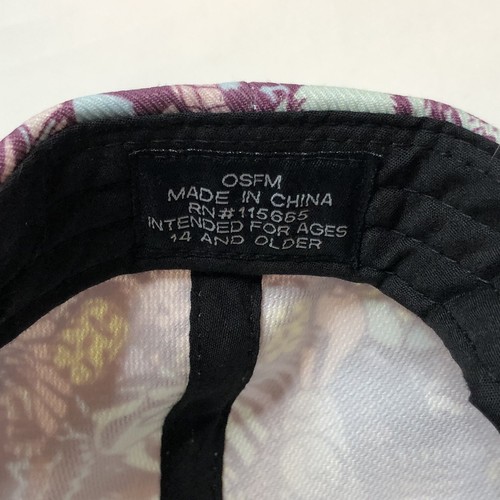 OSFM
MADE IN CHINA
RN#115665
INTENDED FOR AGES
14 AND OLDER